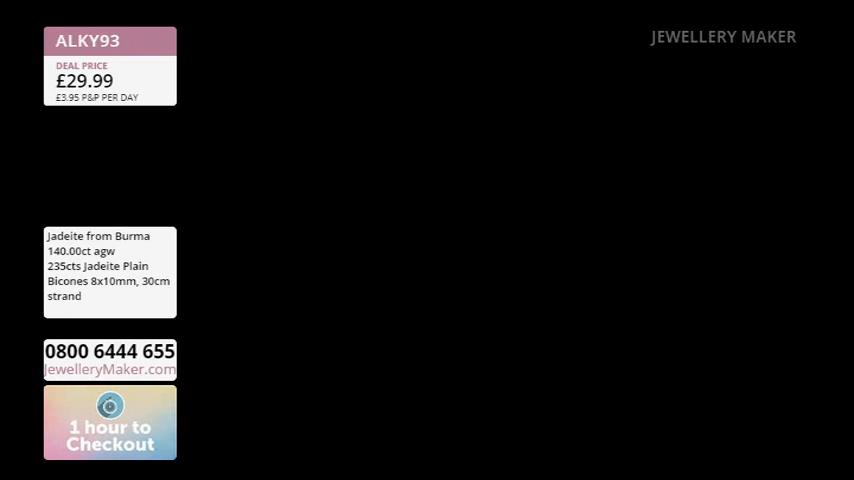 ALKY93
JEWELLERY MAKER
DEAL PRICE
£29.99
£3.95 P&P PER DAY
Jadeite from Burma
140.00ct agw
235cts Jadeite Plain
Bicones 8x10mm, 30cm
strand
0800 6444 655
JewelleryMaker.com
1 hour to
Checkout